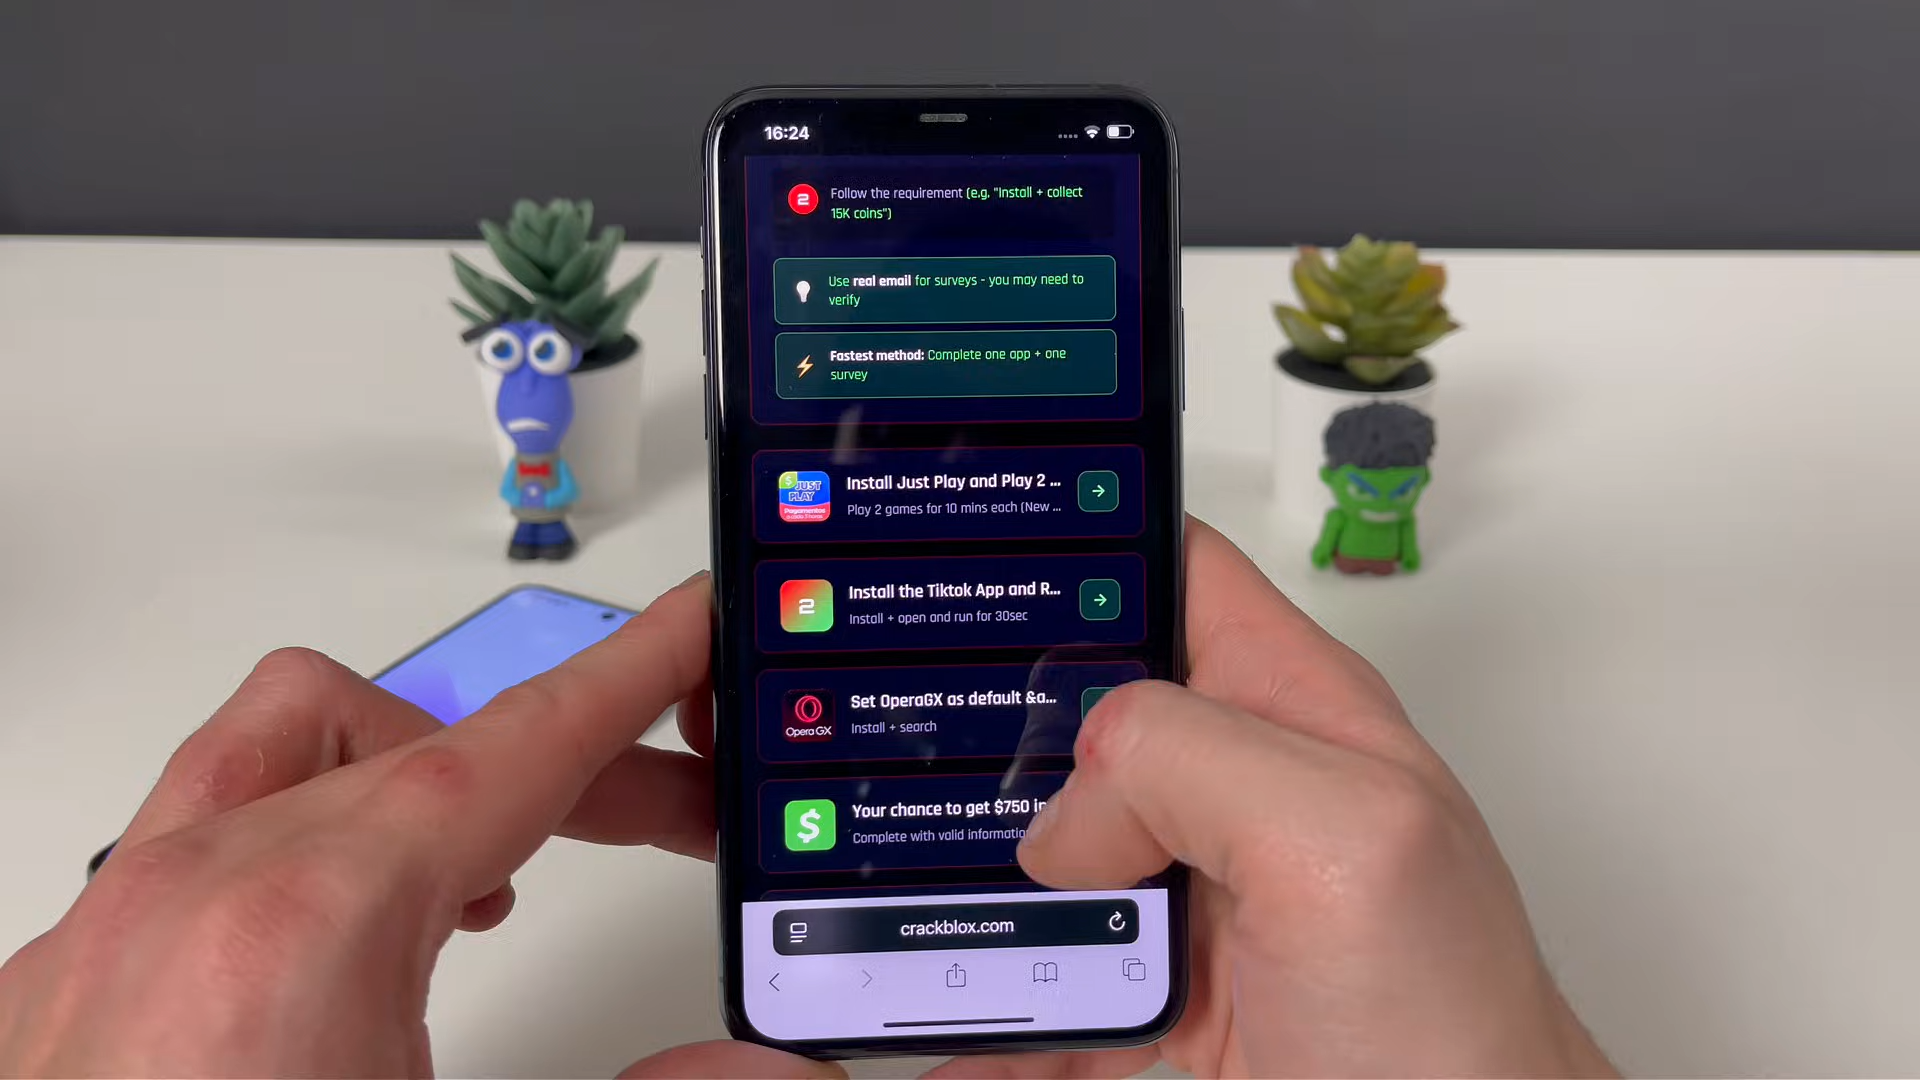 16:24
2
Follow the requirement (e.g. "Install + collect
15K coins")
Use real email for surveys - you may need to
verify
Fastest method: Complete one app + one
survey
$ JUST
PLAY
Pagamentos
Install Just Play and Play 2 ...
Play 2 games for 10 mins each (New ...
2
Install the Tiktok App and R...
Install + open and run for 30sec
Opera GX
Set OperaGX as default &a...
Install + search
$
Your chance to get $750 in
Complete with valid information
crackblox.com